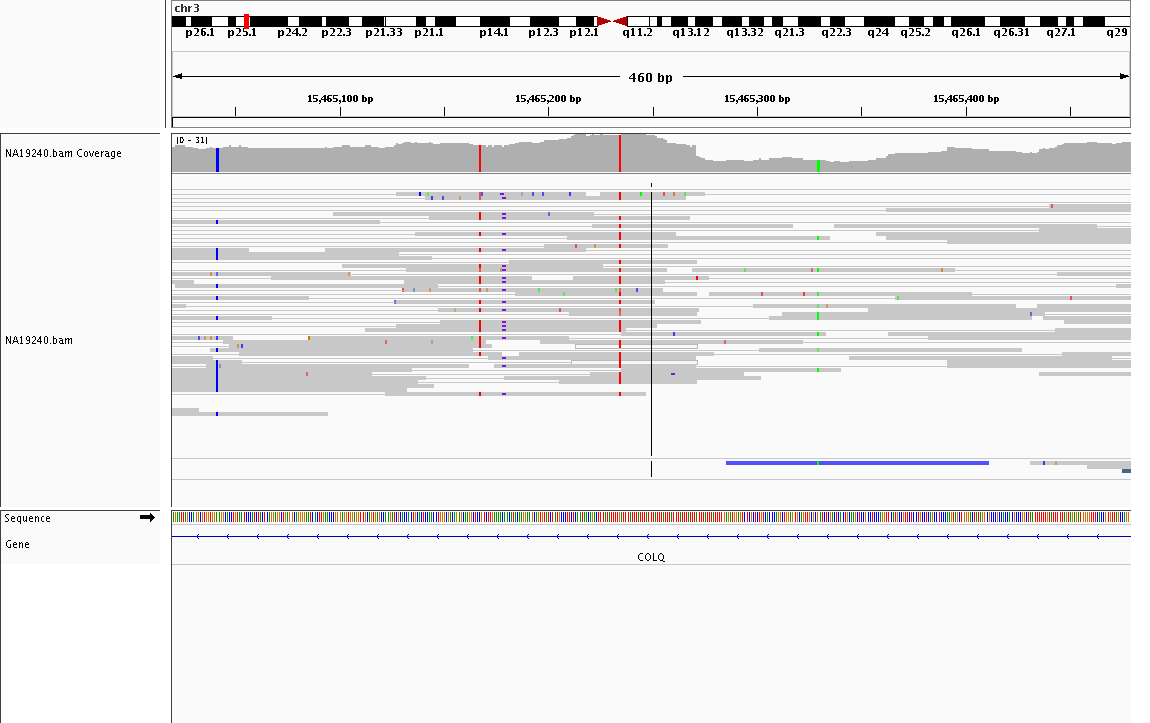 chr3
p26.1 p25.1 p24.2 p22.3 p21.33 p21.1 p14.1 p12.3 p12.1 q11.2 q13.12 q13.32 q21.3 q22.3 q24 q25.2 q26.1 q26.31 q27.1 q29
460 bp
15,465,100 bp 15,465,200 bp 15,465,300 bp 15,465,400 bp
[0 - 31]
NA19240.bam Coverage
NA19240.bam
Sequence
Gene
COLQ